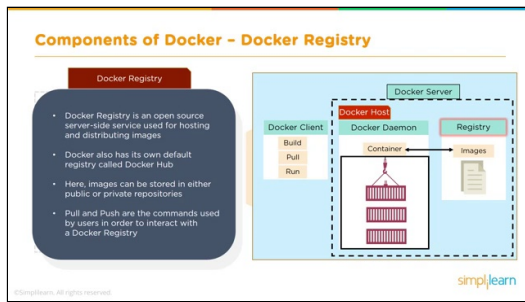 Components of Docker – Docker Registry
Docker Registry
• Docker Registry is an open source
server-side service used for hosting
and distributing images
• Docker also has its own default
registry called Docker Hub
• Here, images can be stored in either
public or private repositories
• Pull and Push are the commands used
by users in order to interact with
a Docker Registry
Docker Server
Docker Host
Docker Client
Docker Daemon
Registry
Build
Pull
Run
Container
Images
©Simplilearn. All rights reserved.
simplilearn